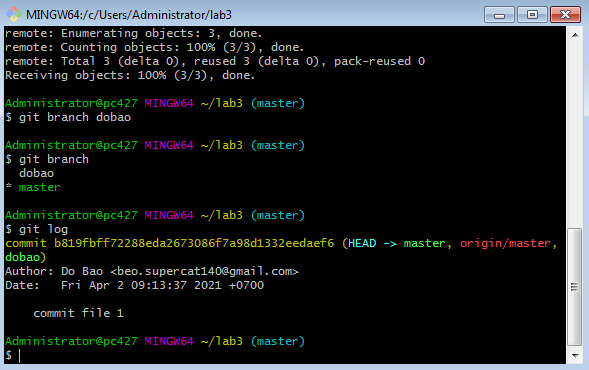 MINGW64:/c/Users/Administrator/lab3
remote: Enumerating objects: 3, done.
remote: Counting objects: 100% (3/3), done.
remote: Total 3 (delta 0), reused 3 (delta 0), pack-reused 0
Receiving objects: 100% (3/3), done.
Administrator@pc427 MINGW64 ~/lab3 (master)
$ git branch dobao
Administrator@pc427 MINGW64 ~/lab3 (master)
$ git branch
  dobao
* master
Administrator@pc427 MINGW64 ~/lab3 (master)
$ git log
commit b819fbff72288eda2673086f7a98d1332eedaef6 (HEAD -> master, origin/master,
dobao)
Author: Do Bao <beo.supercat140@gmail.com>
Date:   Fri Apr 2 09:13:37 2021 +0700
    commit file 1
Administrator@pc427 MINGW64 ~/lab3 (master)
$